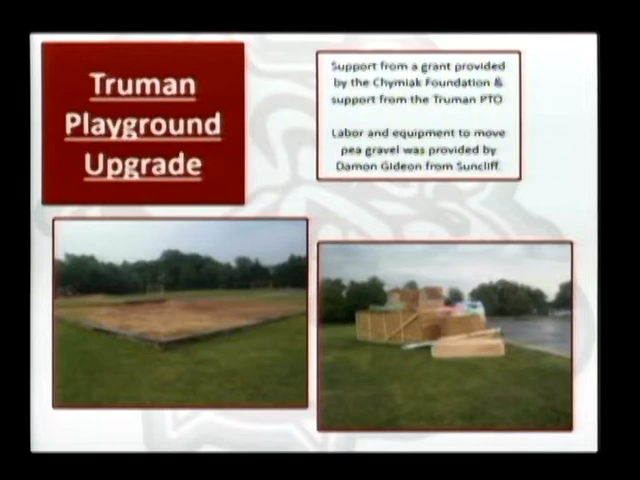 Truman
Playground
Upgrade
Support from a grant provided
by the Chymiak Foundation &
support from the Truman PTO
Labor and equipment to move
pea gravel was provided by
Damon Gideon from Suncliff.